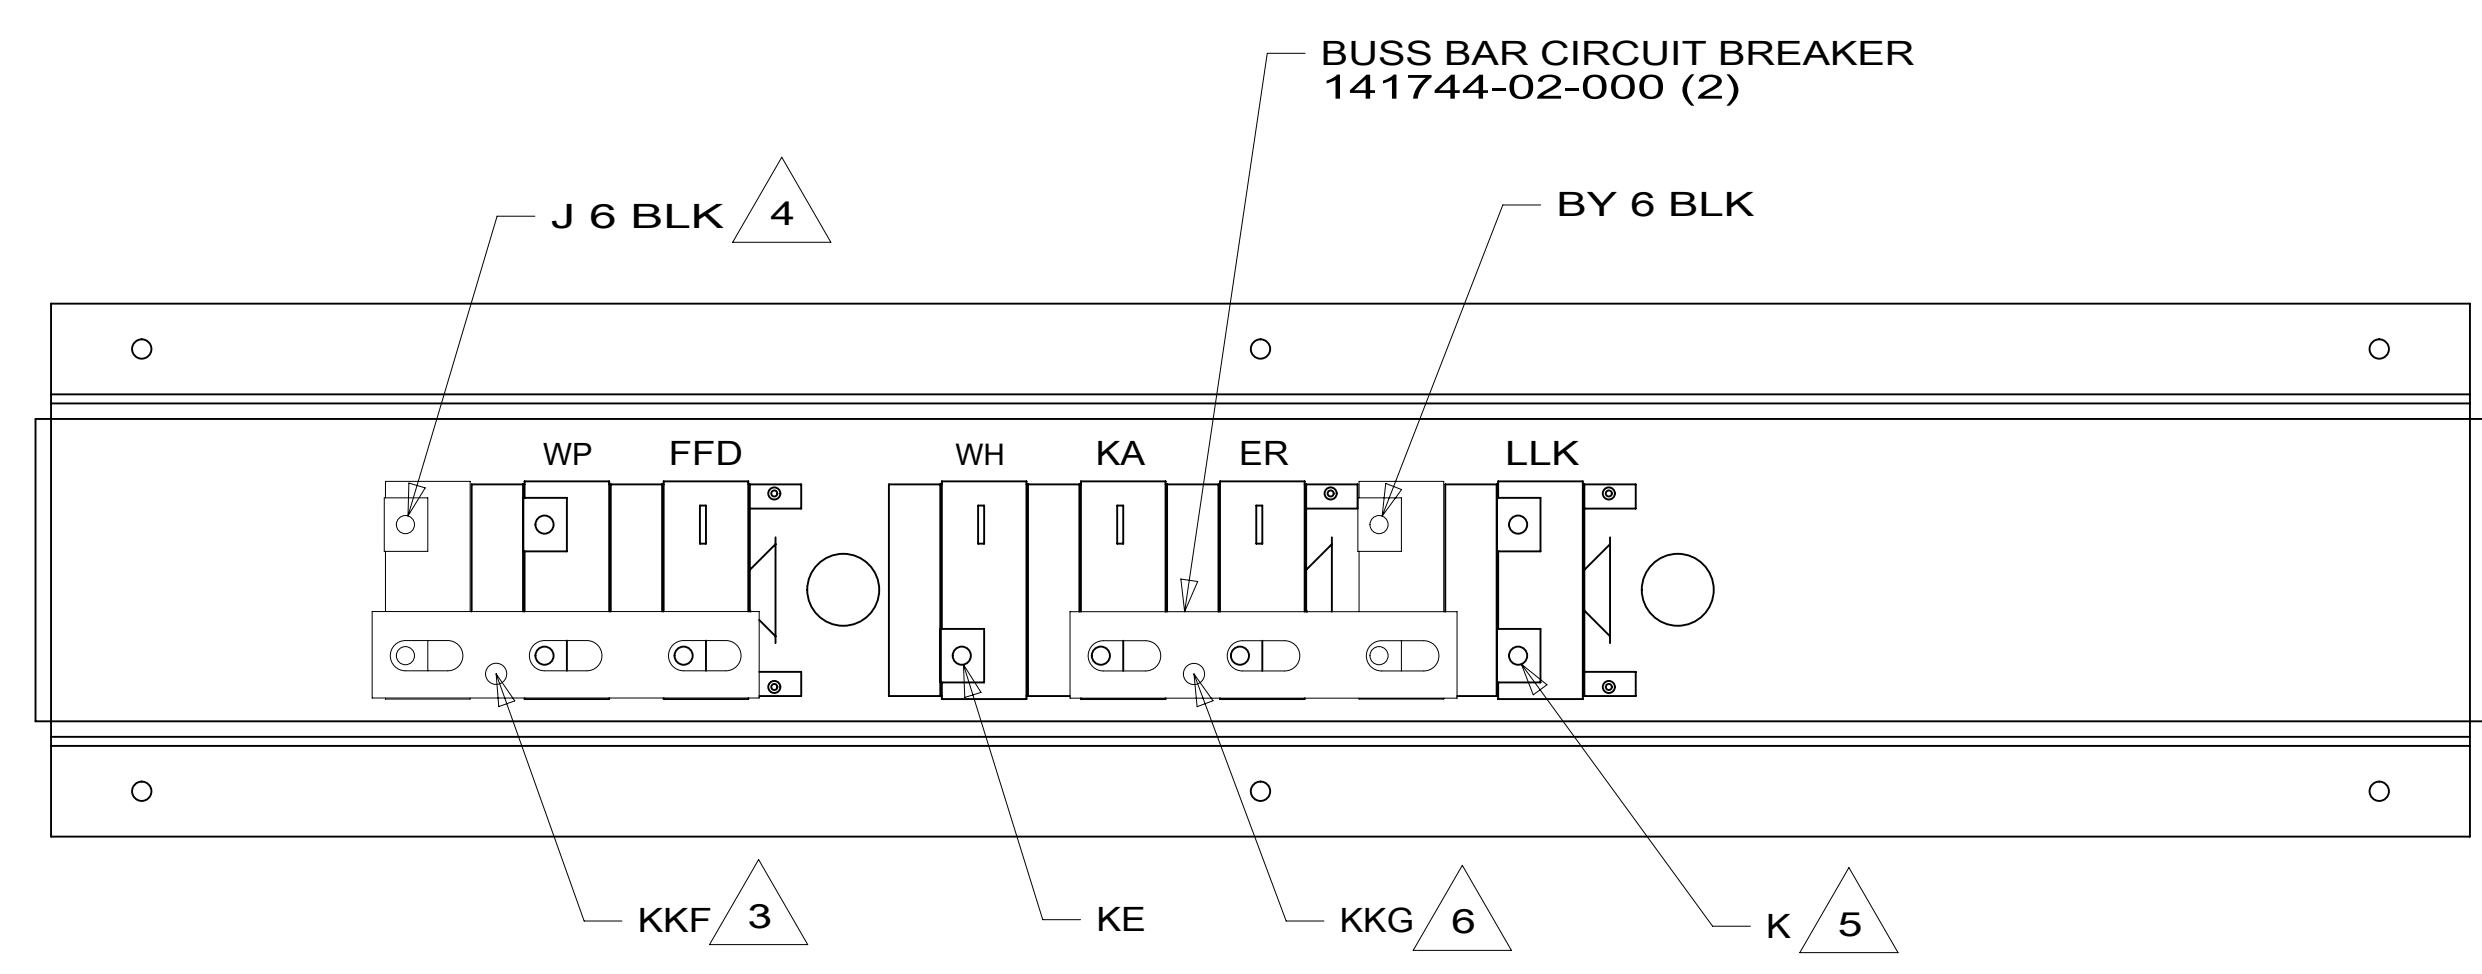 BUSS BAR CIRCUIT BREAKER
141744-02-000 (2)
J 6 BLK 4
BY 6 BLK
WP FFD WH KA ER LLK
KKF 3
KE
KKG 6
K 5